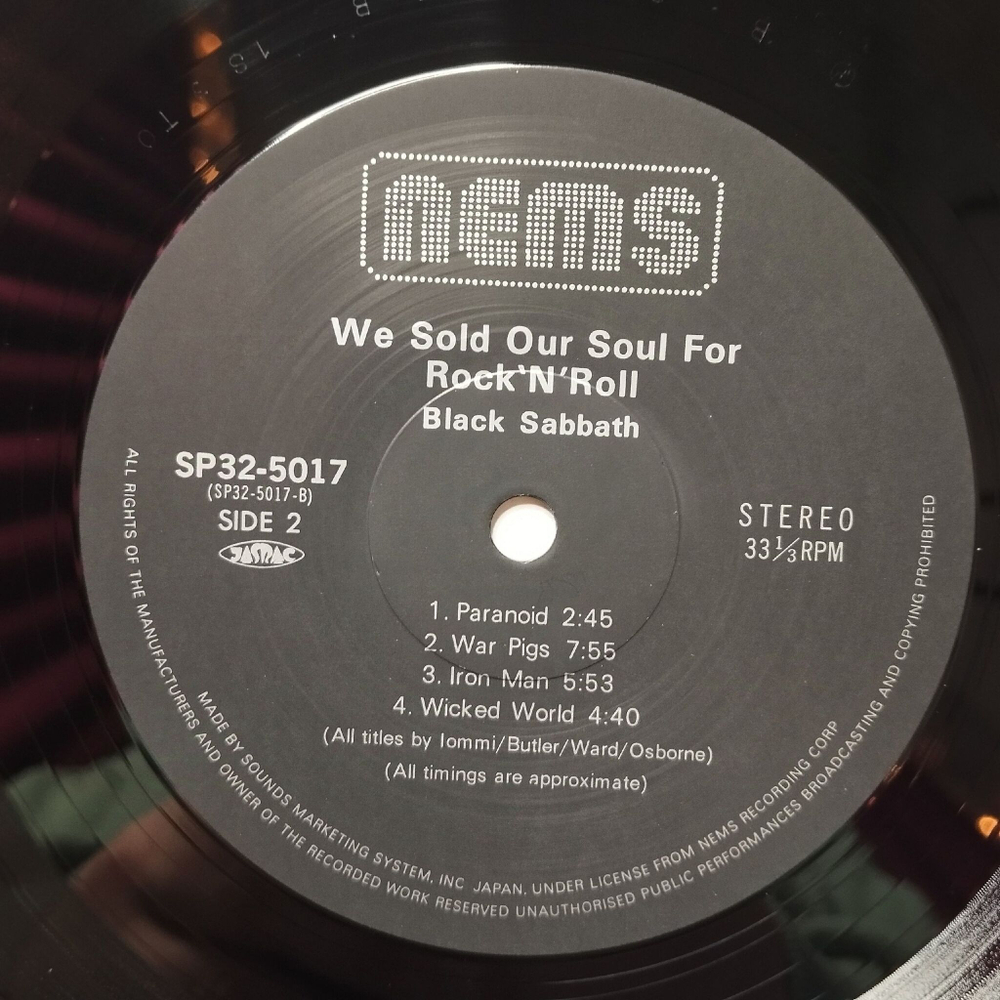 nems
We Sold Our Soul For
Rock'N'Roll
Black Sabbath
SP32-5017
(SP32-5017-B)
SIDE 2
JASRAC
STEREO
33 1/3 RPM
1. Paranoid 2:45
2. War Pigs 7:55
3. Iron Man 5:53
4. Wicked World 4:40
(All titles by Iommi/Butler/Ward/Osborne)
(All timings are approximate)
MADE BY SOUNDS MARKETING SYSTEM, INC JAPAN, UNDER LICENSE FROM NEMS RECORDING CORP
ALL RIGHTS OF THE MANUFACTURERS AND OWNER OF THE RECORDED WORK RESERVED UNAUTHORISED PUBLIC PERFORMANCES BROADCASTING AND COPYING PROHIBITED